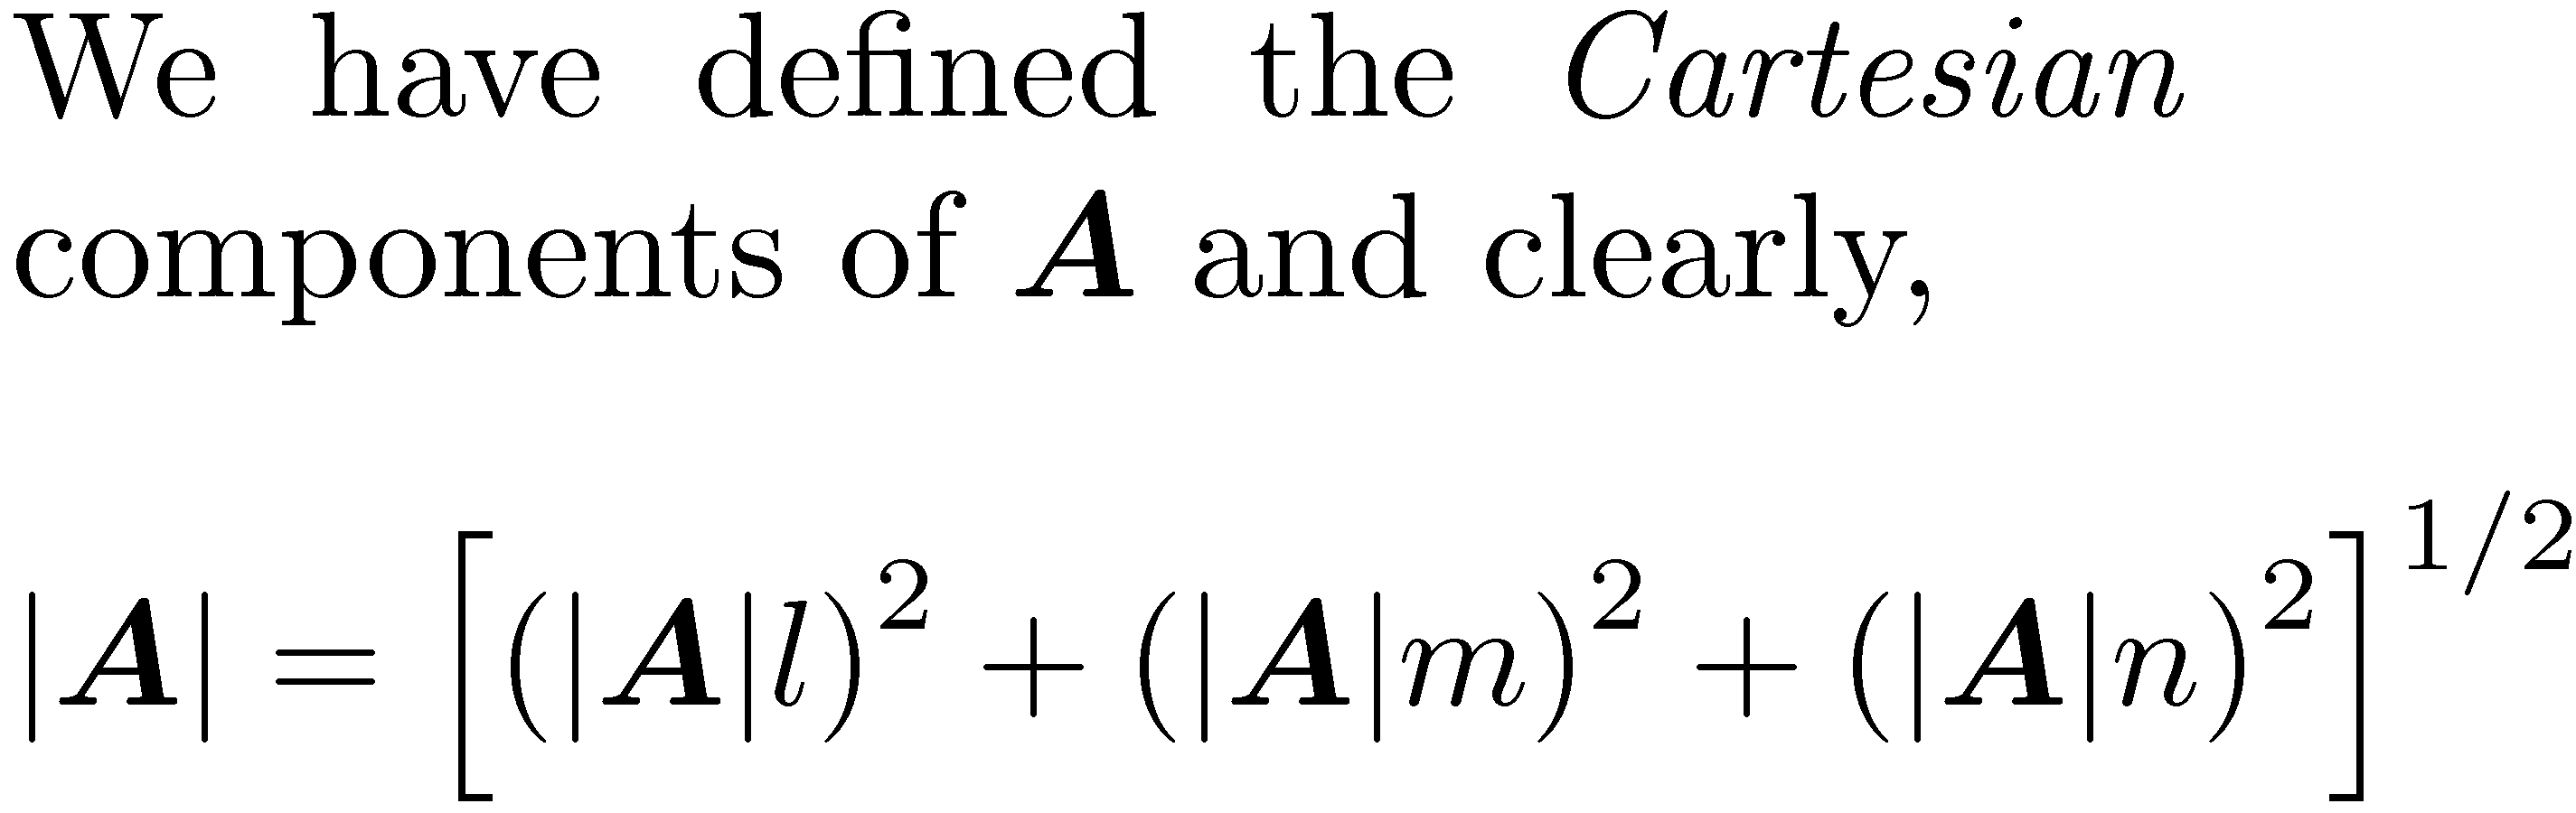 We have defined the Cartesian
components of A and clearly,
|A| = [(|A|l)² + (|A|m)² + (|A|n)²]^{1/2}